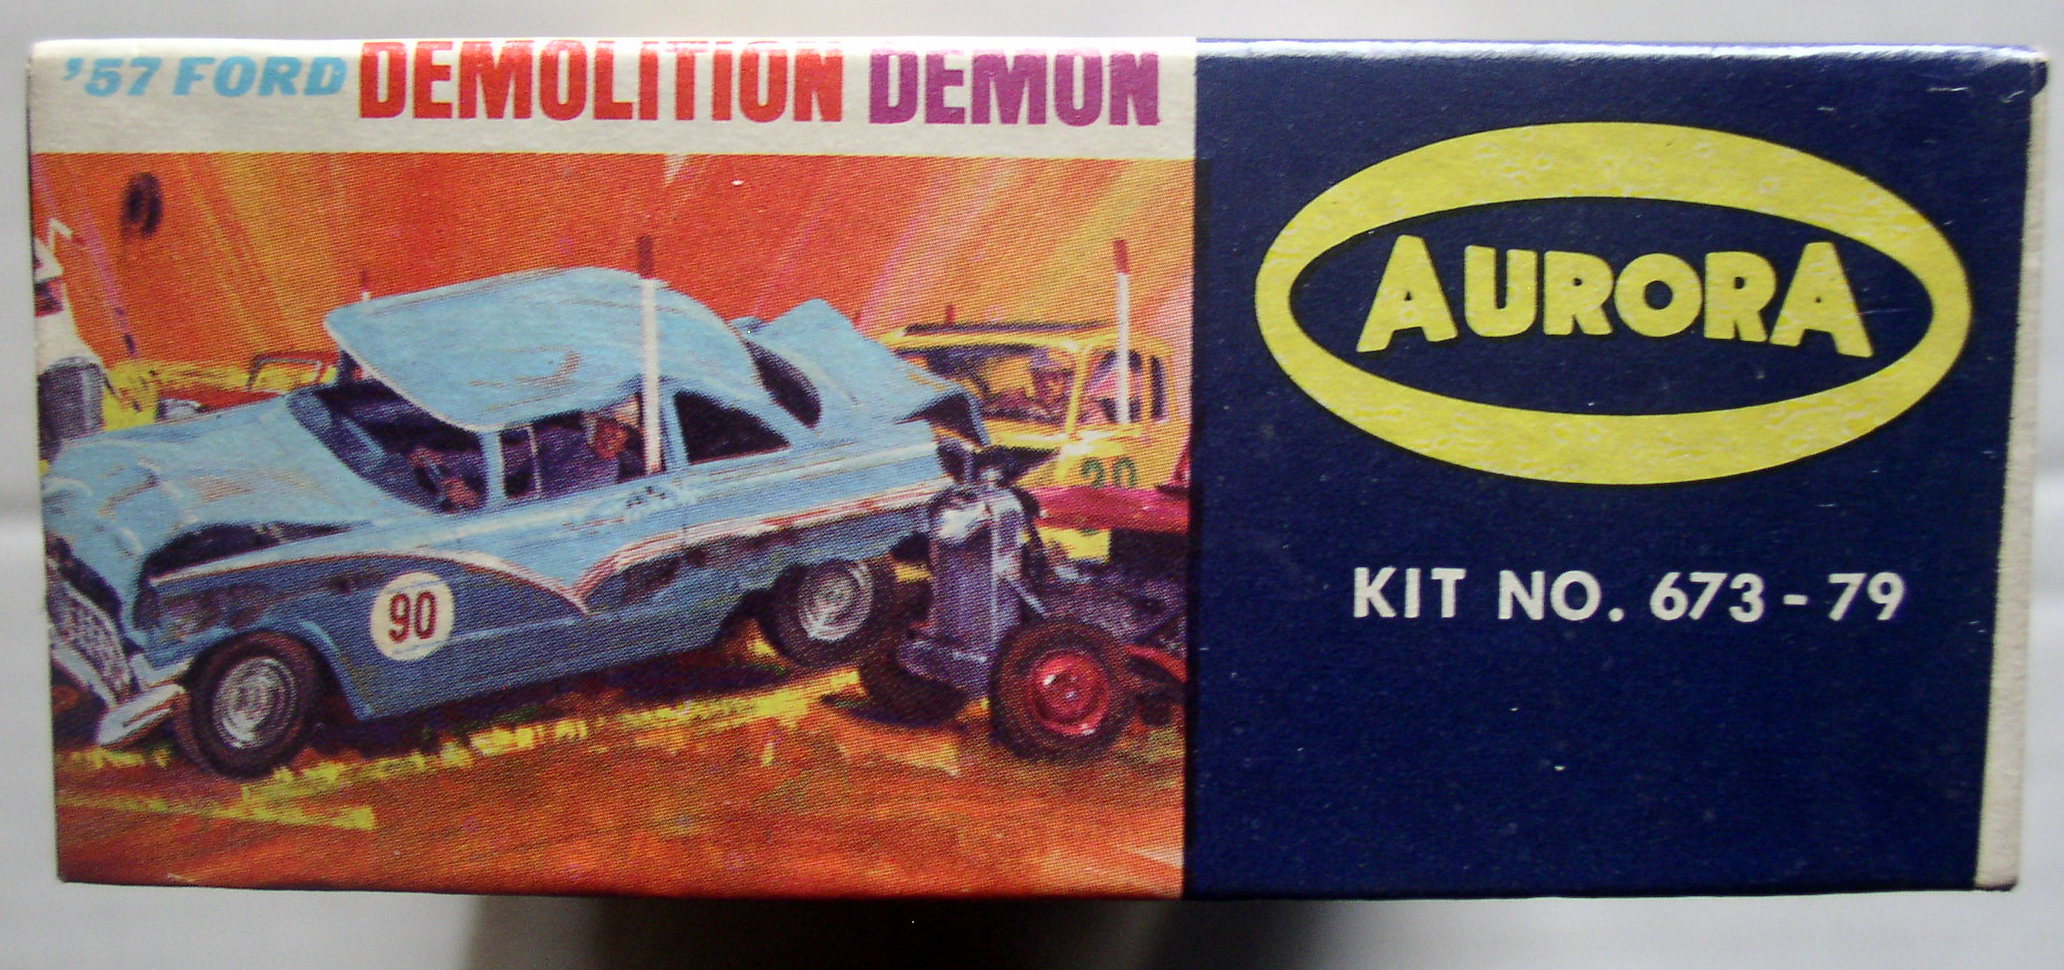 '57 FORD DEMOLITION DEMON
AURORA
KIT NO. 673-79
90